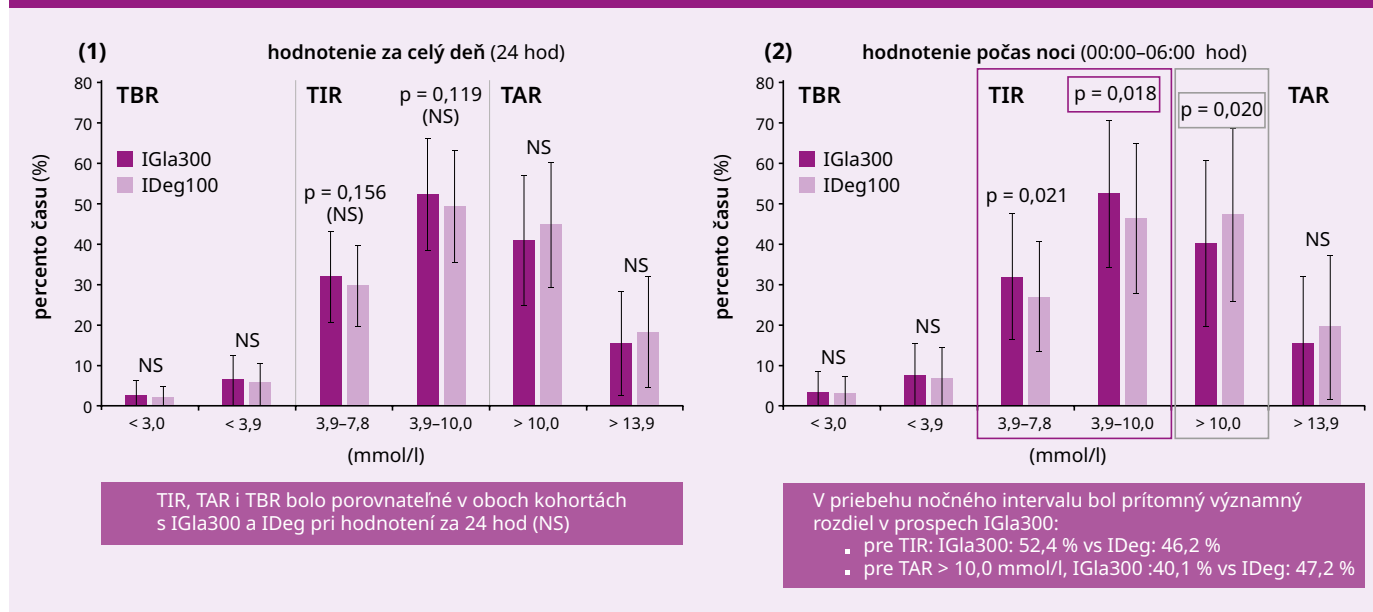 (1) hodnotenie za celý deň (24 hod)
80
70
60
50
40
30
20
10
0
percento času (%)
TBR
TIR
TAR
IGla300
IDeg100
NS
NS
p = 0,156
(NS)
p = 0,119
(NS)
NS
NS
< 3,0
< 3,9
3,9–7,8
3,9–10,0
> 10,0
> 13,9
(mmol/l)
TIR, TAR i TBR bolo porovnateľné v oboch kohortách
s IGla300 a IDeg pri hodnotení za 24 hod (NS)
(2) hodnotenie počas noci (00:00–06:00 hod)
80
70
60
50
40
30
20
10
0
percento času (%)
TBR
TIR
TAR
IGla300
IDeg100
NS
NS
p = 0,021
p = 0,018
p = 0,020
NS
< 3,0
< 3,9
3,9–7,8
3,9–10,0
> 10,0
> 13,9
(mmol/l)
V priebehu nočného intervalu bol prítomný významný
rozdiel v prospech IGla300:
▪ pre TIR: IGla300: 52,4 % vs IDeg: 46,2 %
▪ pre TAR > 10,0 mmol/l, IGla300 :40,1 % vs IDeg: 47,2 %